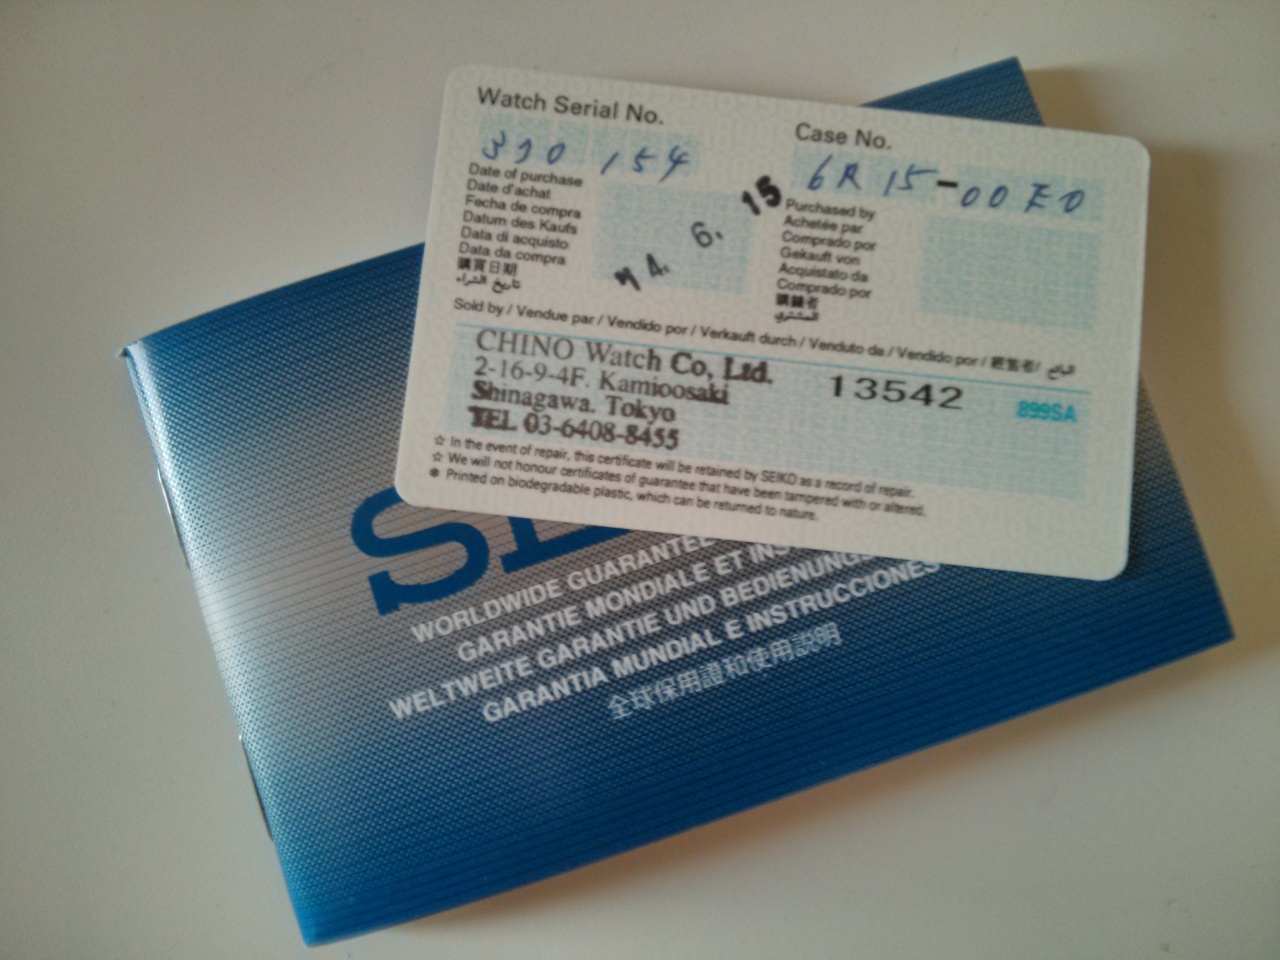 Watch Serial No.
Case No.
390 154
6R15-00E0
Date of purchase
Date d'achat
Fecha de compra
Datum des Kaufs
Data di acquisto
Data da compra
購買日期
تاريخ الشراء
14. 6. 15
Purchased by
Achetée par
Comprado por
Gekauft von
Acquistato da
Comprado por
購錶者
المشتري
Sold by / Vendue par / Vendido por / Verkauft durch / Venduto da / Vendido por / 經售者/ البائع
CHINO Watch Co, Ltd.
2-16-9-4F. Kamioosaki
Shinagawa. Tokyo
TEL 03-6408-8455
13542
899SA
☆ In the event of repair, this certificate will be retained by SEIKO as a record of repair.
☆ We will not honour certificates of guarantee that have been tampered with or altered.
✽ Printed on biodegradable plastic, which can be returned to nature.
WORLDWIDE GUARANTEE
GARANTIE MONDIALE ET
WELTWEITE GARANTIE UND
GARANTIA MUNDIAL E INSTRUCCIONES
全球保用證和使用説明